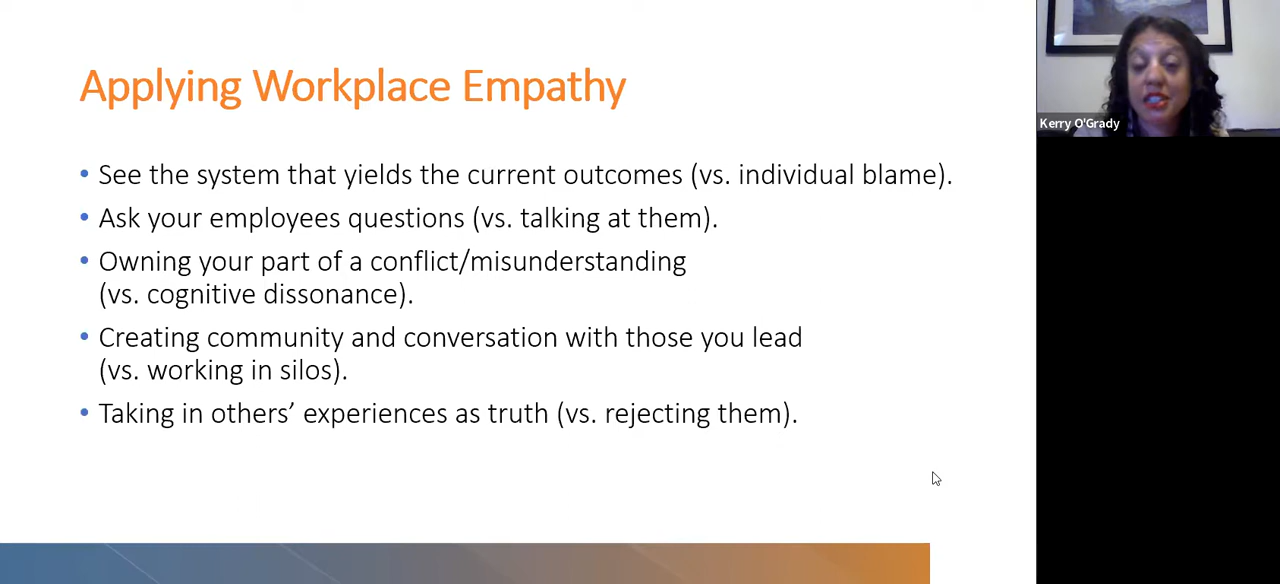 Applying Workplace Empathy
• See the system that yields the current outcomes (vs. individual blame).
• Ask your employees questions (vs. talking at them).
• Owning your part of a conflict/misunderstanding
(vs. cognitive dissonance).
• Creating community and conversation with those you lead
(vs. working in silos).
• Taking in others’ experiences as truth (vs. rejecting them).
Kerry O'Grady